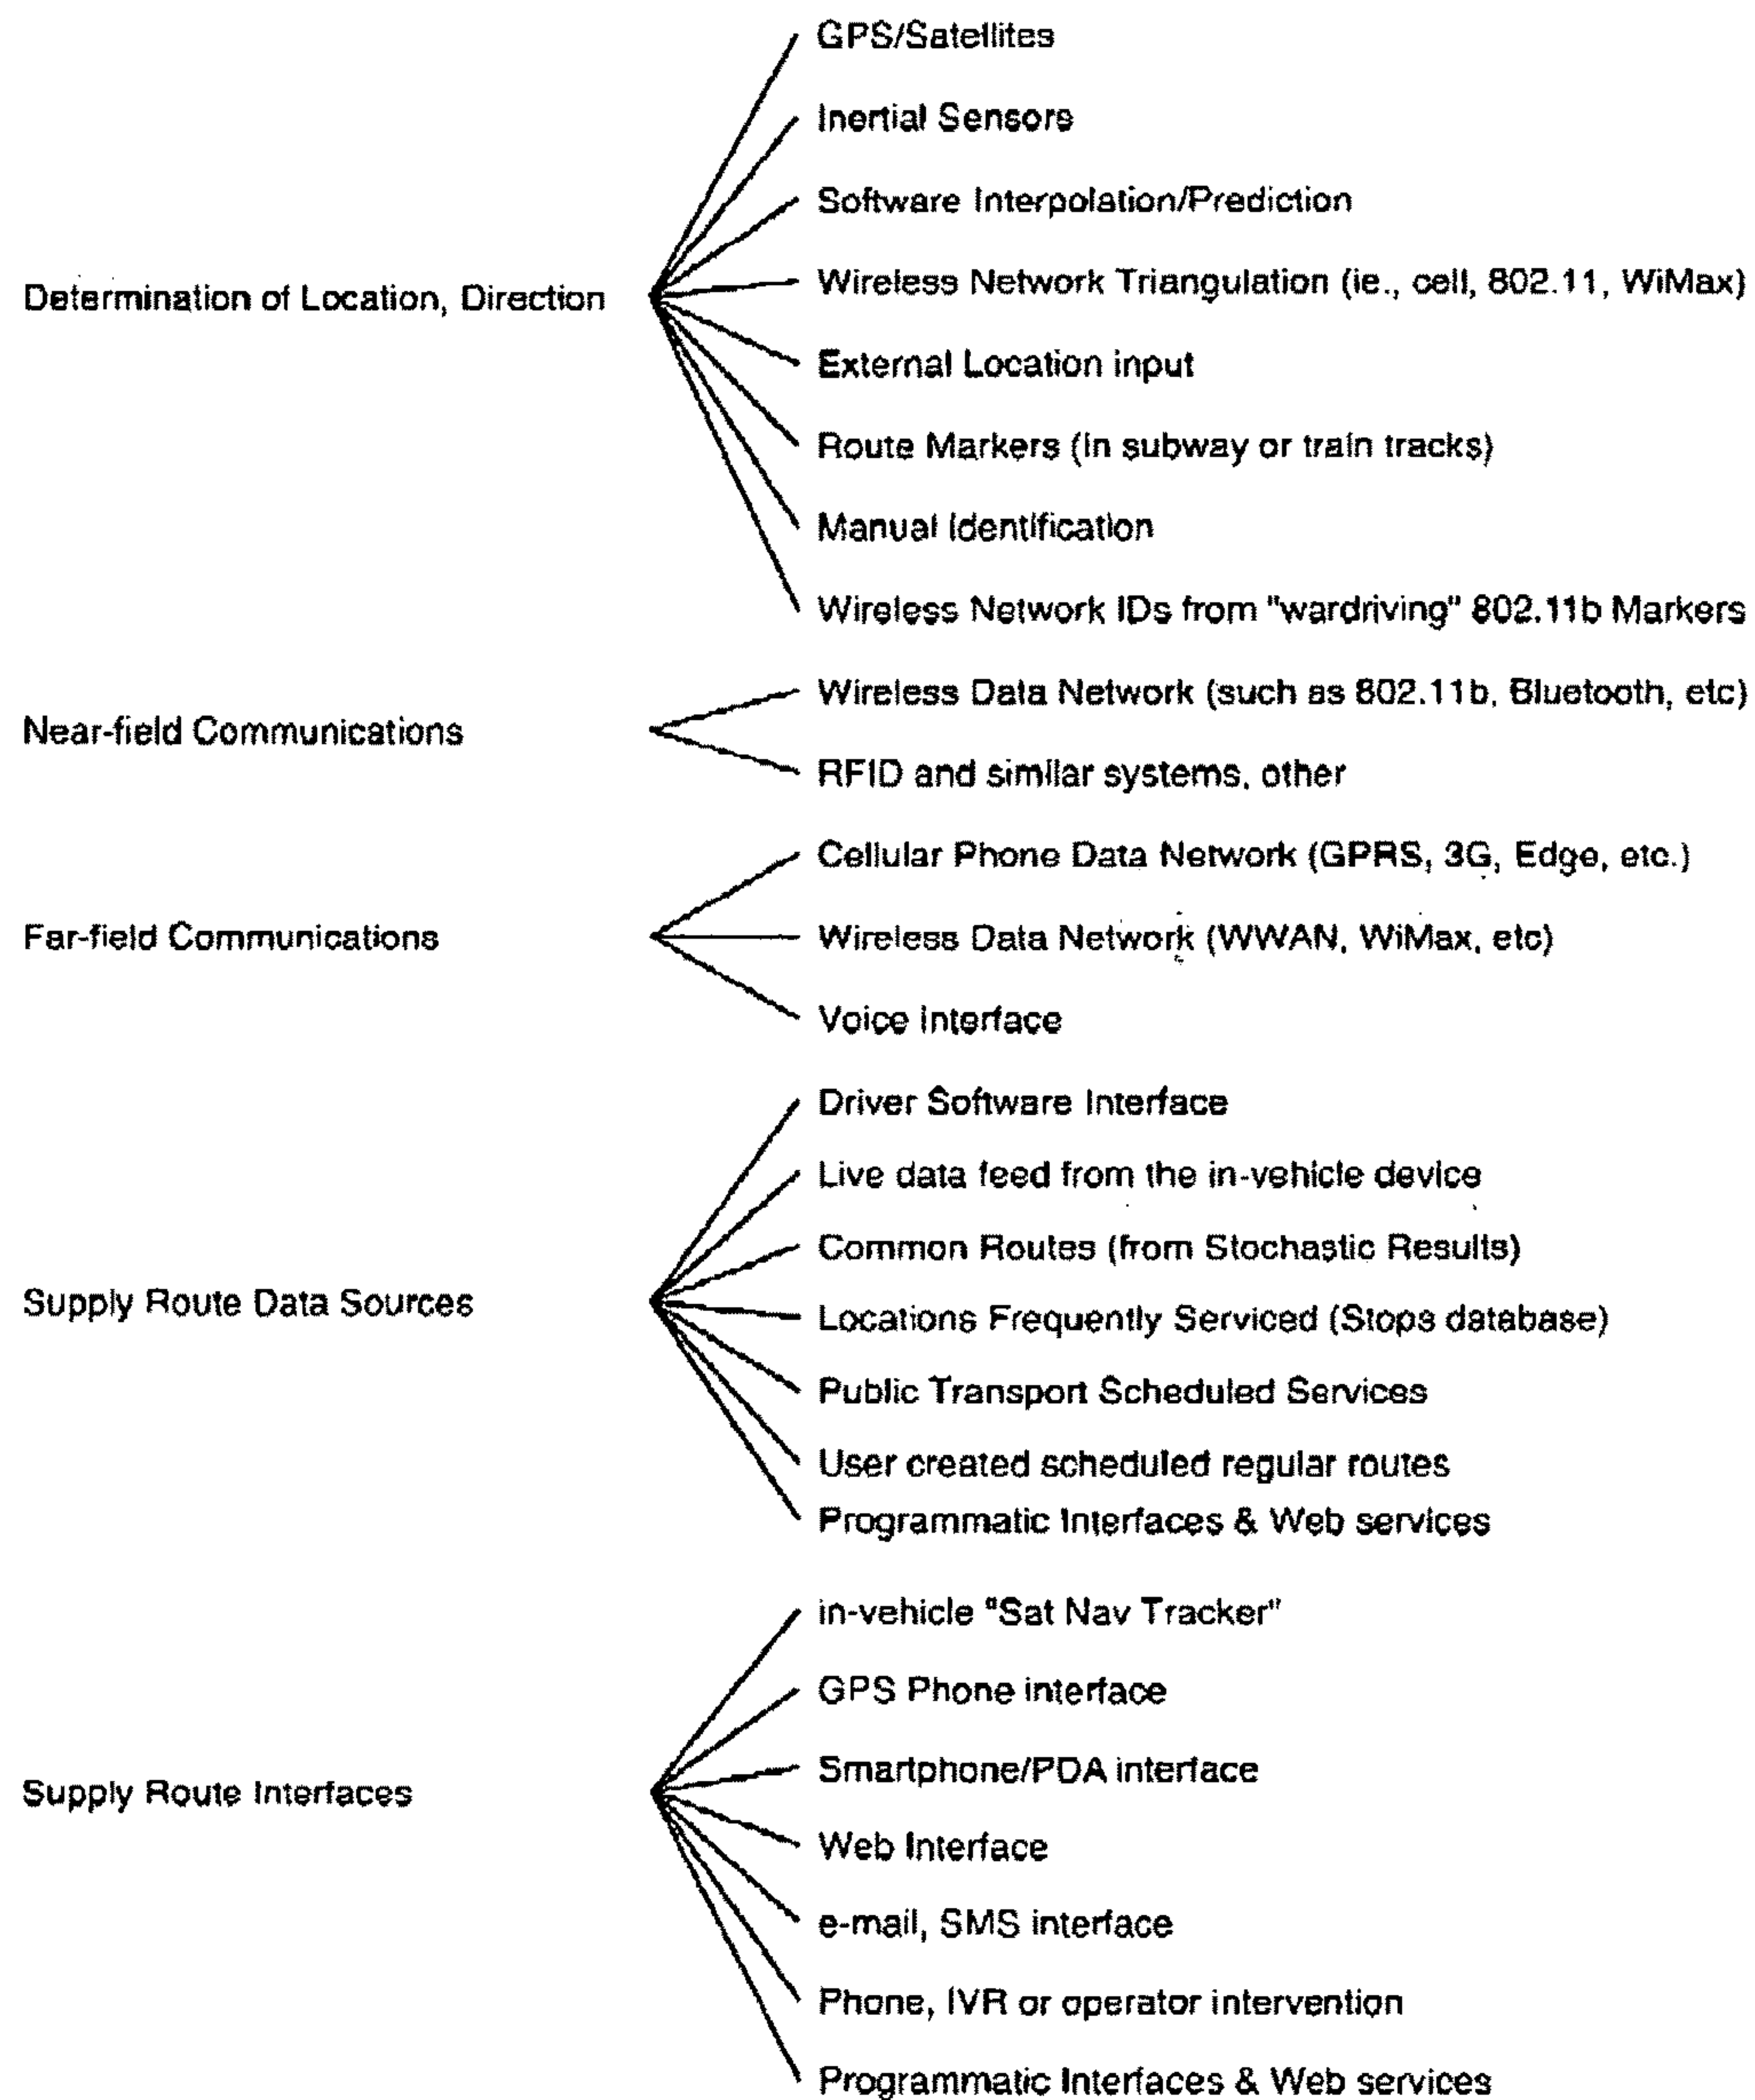 GPS/Satellites
Inertial Sensors
Software Interpolation/Prediction
Wireless Network Triangulation (ie., cell, 802.11, WiMax)
Determination of Location, Direction
External Location input
Route Markers (in subway or train tracks)
Manual Identification
Wireless Network IDs from "wardriving" 802.11b Markers
Near-field Communications
Wireless Data Network (such as 802.11b, Bluetooth, etc)
RFID and similar systems, other
Far-field Communications
Cellular Phone Data Network (GPRS, 3G, Edge, etc.)
Wireless Data Network (WWAN, WiMax, etc)
Voice Interface
Supply Route Data Sources
Driver Software Interface
Live data feed from the in-vehicle device
Common Routes (from Stochastic Results)
Locations Frequently Serviced (Stops database)
Public Transport Scheduled Services
User created scheduled regular routes
Programmatic Interfaces & Web services
Supply Route Interfaces
in-vehicle "Sat Nav Tracker"
GPS Phone interface
Smartphone/PDA interface
Web Interface
e-mail, SMS interface
Phone, IVR or operator intervention
Programmatic Interfaces & Web services